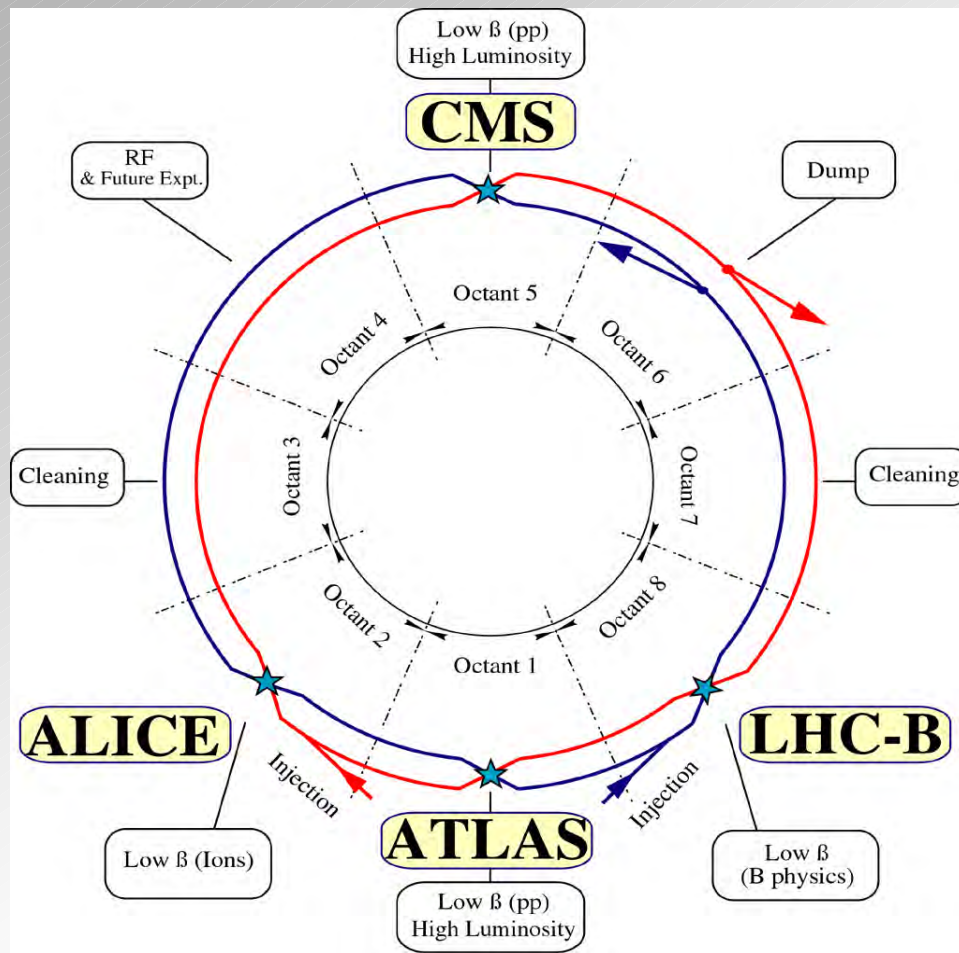 Low ß (pp)
High Luminosity
CMS
RF
& Future Expt.
Dump
Octant 5
Octant 4
Octant 6
Cleaning
Octant 3
Octant 7
Cleaning
Octant 2
Octant 8
Octant 1
ALICE
LHC-B
Injection
Injection
ATLAS
Low ß (Ions)
Low ß
(B physics)
Low ß (pp)
High Luminosity